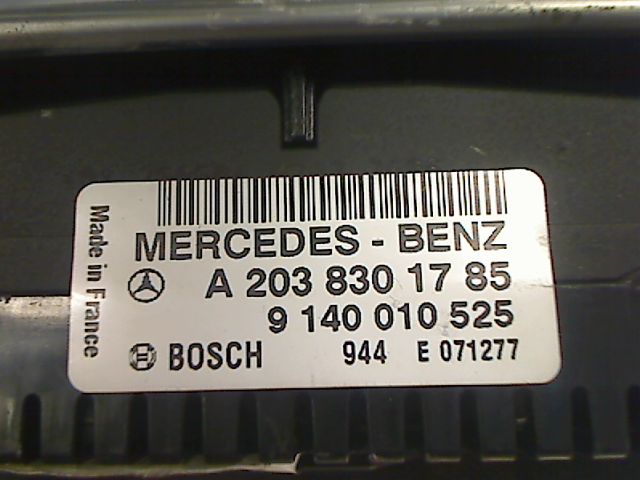 MERCEDES - BENZ
A 203 830 17 85
9 140 010 525
BOSCH 944 E 071277
Made in France